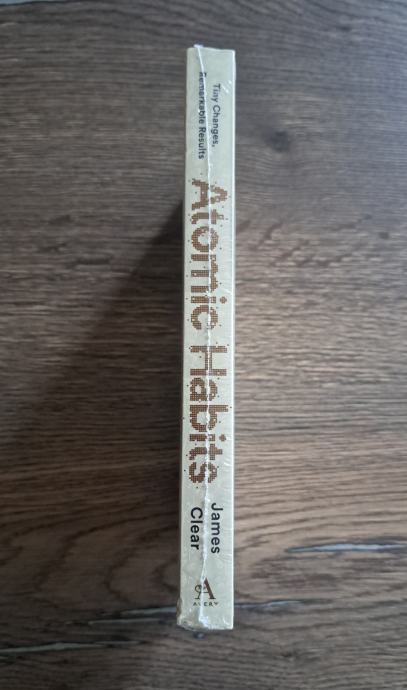 Tiny Changes,
Remarkable Results
Atomic Habits
James
Clear
AVERY